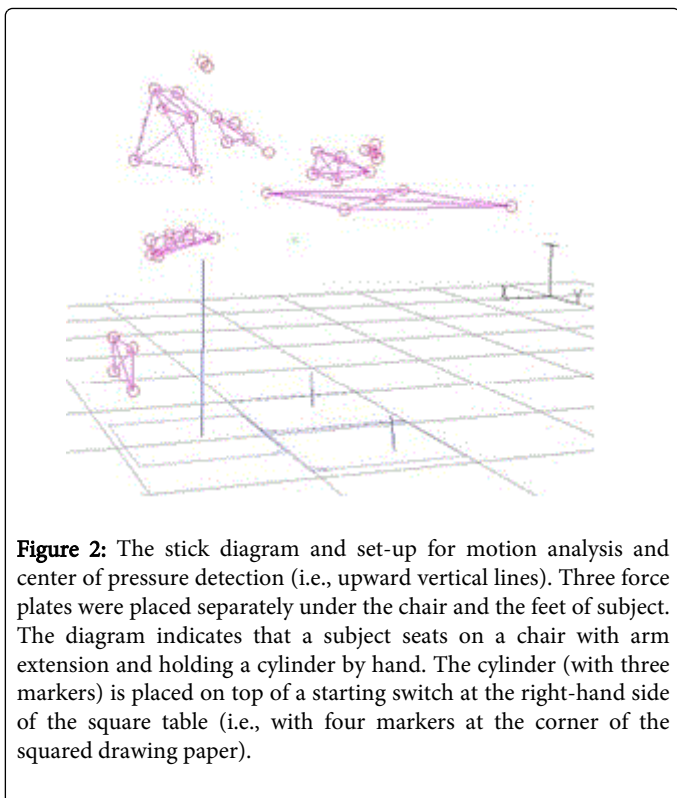 X
Y
Figure 2: The stick diagram and set-up for motion analysis and
center of pressure detection (i.e., upward vertical lines). Three force
plates were placed separately under the chair and the feet of subject.
The diagram indicates that a subject seats on a chair with arm
extension and holding a cylinder by hand. The cylinder (with three
markers) is placed on top of a starting switch at the right-hand side
of the square table (i.e., with four markers at the corner of the
squared drawing paper).